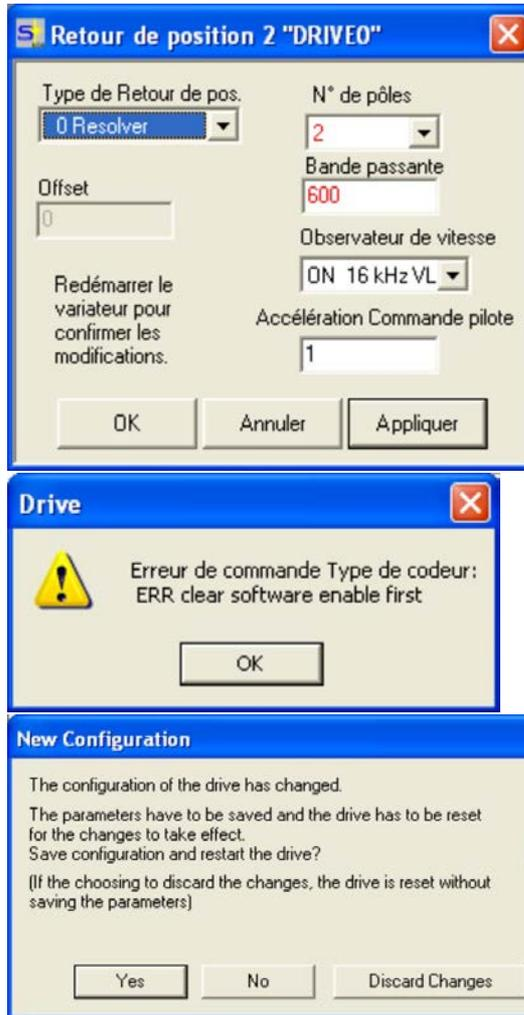 Retour de position 2 "DRIVE0"
Type de Retour de pos.
0 Resolver
N° de pôles
2
Bande passante
600
Offset
0
Observateur de vitesse
ON 16 kHz VL
Redémarrer le
variateur pour
confirmer les
modifications.
Accélération Commande pilote
1
OK
Annuler
Appliquer
Drive
Erreur de commande Type de codeur:
ERR clear software enable first
OK
New Configuration
The configuration of the drive has changed.
The parameters have to be saved and the drive has to be reset
for the changes to take effect.
Save configuration and restart the drive?
(If the choosing to discard the changes, the drive is reset without
saving the parameters)
Yes
No
Discard Changes